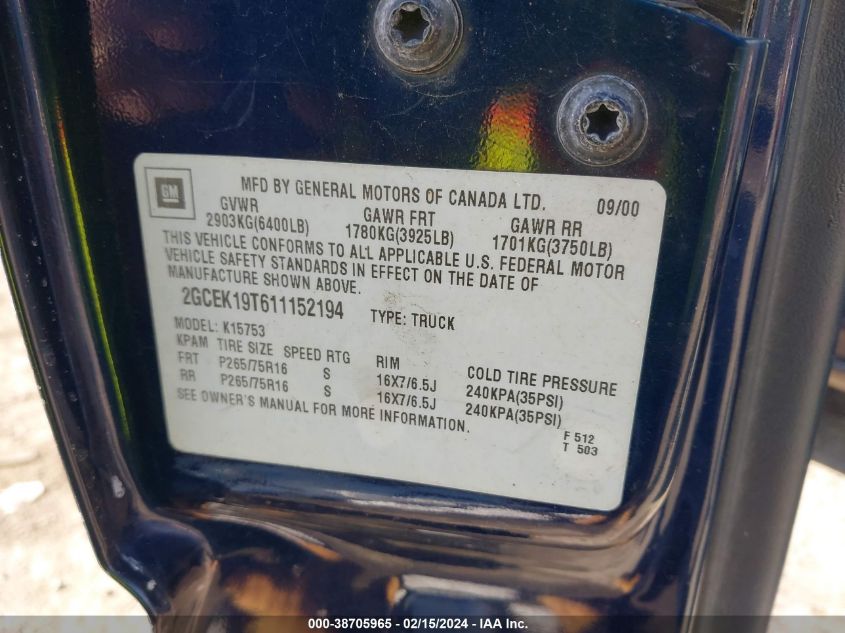 GM
MFD BY GENERAL MOTORS OF CANADA LTD. 09/00
GVWR GAWR FRT GAWR RR
2903KG(6400LB) 1780KG(3925LB) 1701KG(3750LB)
THIS VEHICLE CONFORMS TO ALL APPLICABLE U.S. FEDERAL MOTOR
VEHICLE SAFETY STANDARDS IN EFFECT ON THE DATE OF
MANUFACTURE SHOWN ABOVE.
2GCEK19T611152194 TYPE: TRUCK
MODEL: K15753
KPAM TIRE SIZE SPEED RTG RIM COLD TIRE PRESSURE
FRT P265/75R16 S 16X7/6.5J 240KPA(35PSI)
RR P265/75R16 S 16X7/6.5J 240KPA(35PSI)
SEE OWNER'S MANUAL FOR MORE INFORMATION.
F 512
T 503
000-38705965 - 02/15/2024 - IAA Inc.